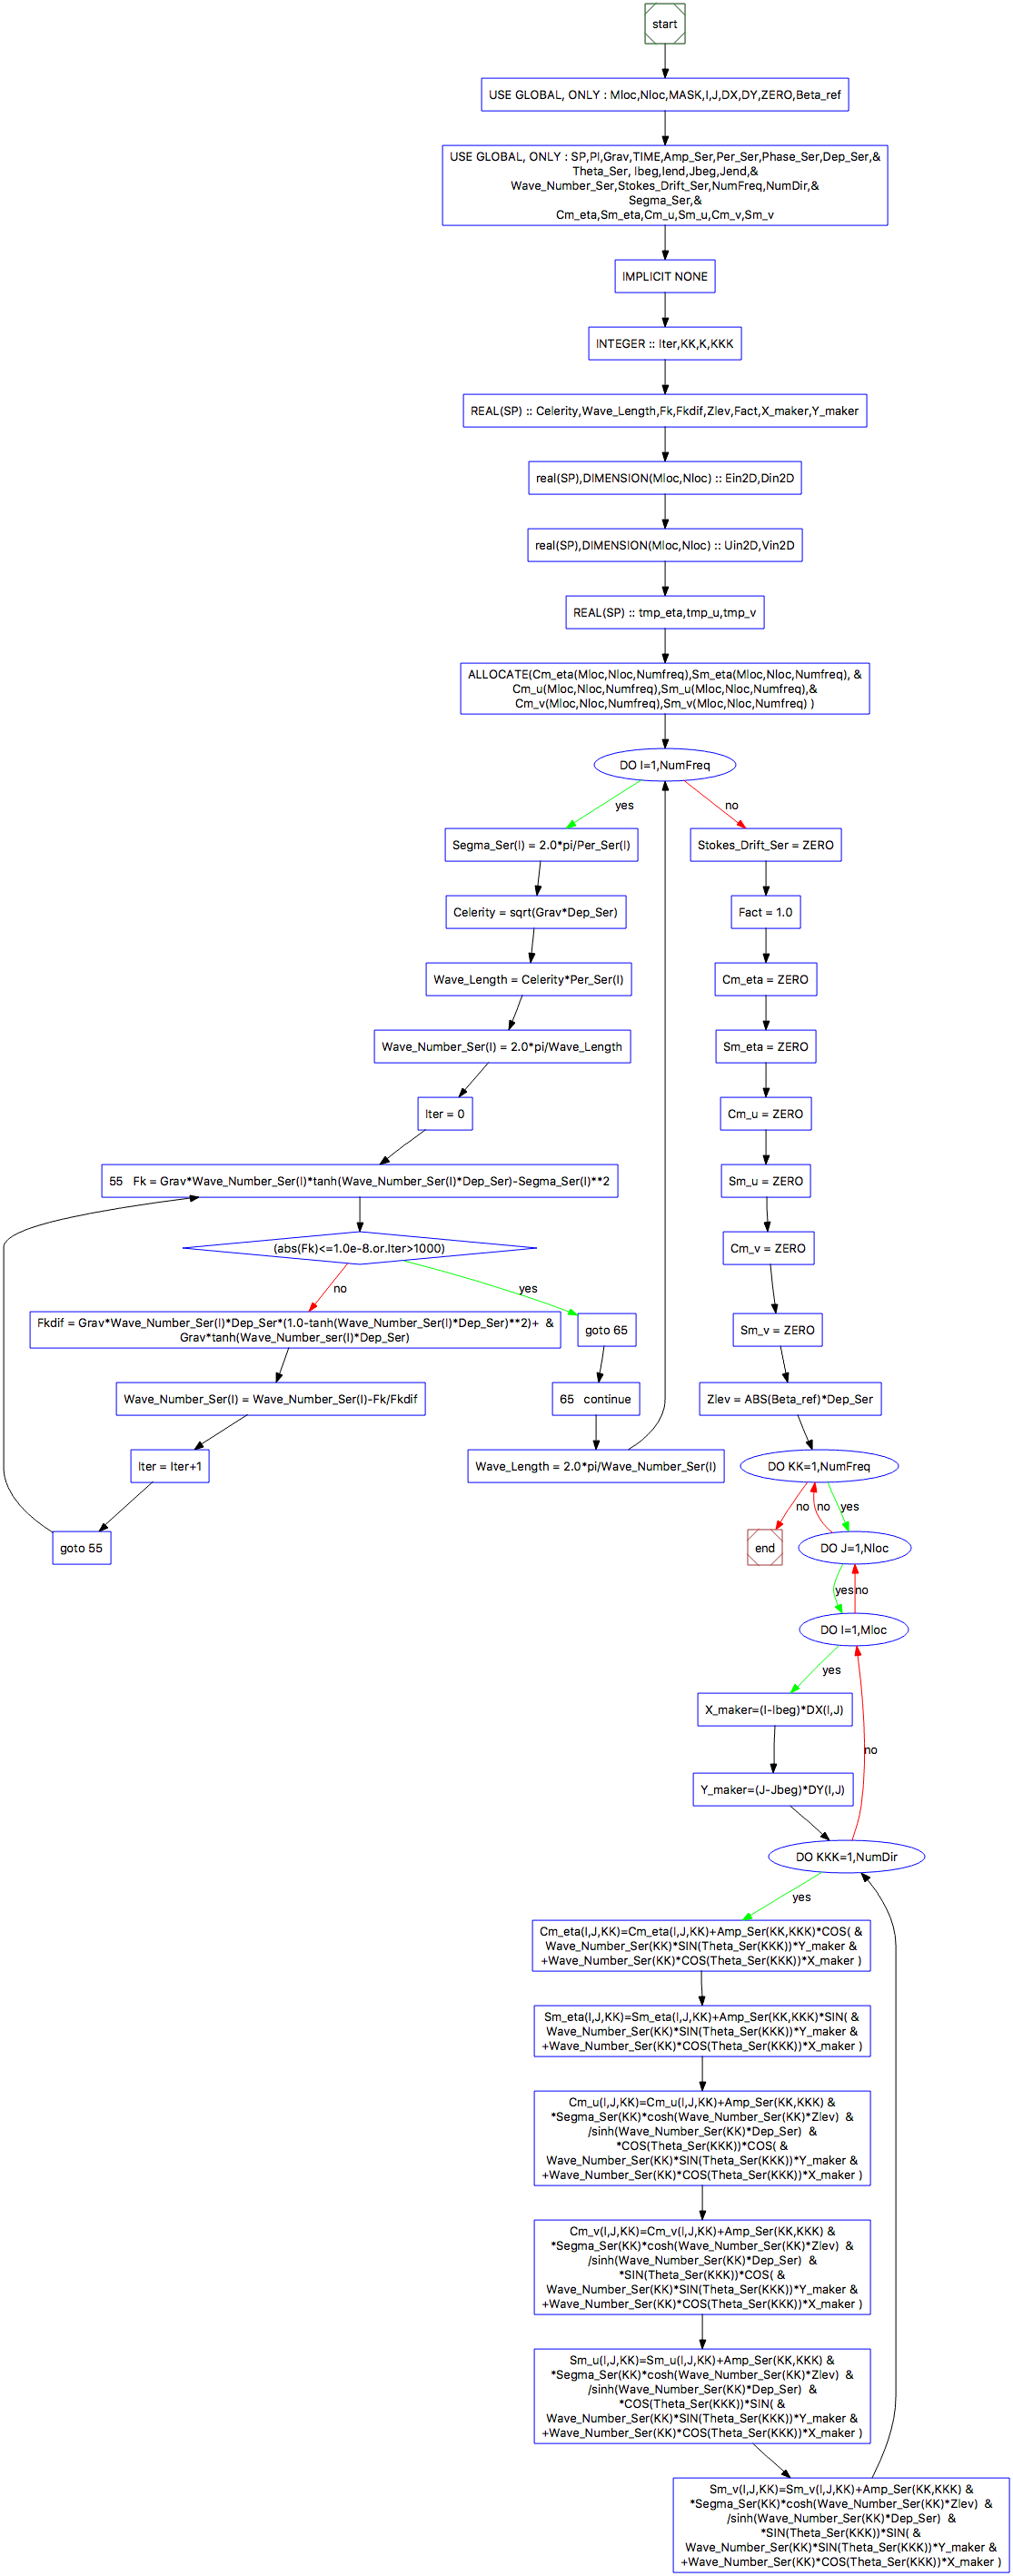 start
USE GLOBAL, ONLY : Mloc,Nloc,MASK,I,J,DX,DY,ZERO,Beta_ref
USE GLOBAL, ONLY : SP,PI,Grav,TIME,Amp_Ser,Per_Ser,Phase_Ser,Dep_Ser,&
Theta_Ser, Ibeg,Iend,Jbeg,Jend,&
Wave_Number_Ser,Stokes_Drift_Ser,NumFreq,NumDir,&
Segma_Ser,&
Cm_eta,Sm_eta,Cm_u,Sm_u,Cm_v,Sm_v
IMPLICIT NONE
INTEGER :: Iter,KK,K,KKK
REAL(SP) :: Celerity,Wave_Length,Fk,Fkdif,Zlev,Fact,X_maker,Y_maker
real(SP),DIMENSION(Mloc,Nloc) :: Ein2D,Din2D
real(SP),DIMENSION(Mloc,Nloc) :: Uin2D,Vin2D
REAL(SP) :: tmp_eta,tmp_u,tmp_v
ALLOCATE(Cm_eta(Mloc,Nloc,Numfreq),Sm_eta(Mloc,Nloc,Numfreq), &
Cm_u(Mloc,Nloc,Numfreq),Sm_u(Mloc,Nloc,Numfreq),&
Cm_v(Mloc,Nloc,Numfreq),Sm_v(Mloc,Nloc,Numfreq) )
DO I=1,NumFreq
yes
no
Segma_Ser(I) = 2.0*pi/Per_Ser(I)
Celerity = sqrt(Grav*Dep_Ser)
Wave_Length = Celerity*Per_Ser(I)
Wave_Number_Ser(I) = 2.0*pi/Wave_Length
Iter = 0
55 Fk = Grav*Wave_Number_Ser(I)*tanh(Wave_Number_Ser(I)*Dep_Ser)-Segma_Ser(I)**2
(abs(Fk)<=1.0e-8.or.Iter>1000)
no
yes
Fkdif = Grav*Wave_Number_Ser(I)*Dep_Ser*(1.0-tanh(Wave_Number_Ser(I)*Dep_Ser)**2)+ &
Grav*tanh(Wave_Number_ser(I)*Dep_Ser)
Wave_Number_Ser(I) = Wave_Number_Ser(I)-Fk/Fkdif
Iter = Iter+1
goto 55
goto 65
65 continue
Wave_Length = 2.0*pi/Wave_Number_Ser(I)
Stokes_Drift_Ser = ZERO
Fact = 1.0
Cm_eta = ZERO
Sm_eta = ZERO
Cm_u = ZERO
Sm_u = ZERO
Cm_v = ZERO
Sm_v = ZERO
Zlev = ABS(Beta_ref)*Dep_Ser
DO KK=1,NumFreq
no
no
yes
end
DO J=1,Nloc
yes
no
DO I=1,Mloc
yes
X_maker=(I-Ibeg)*DX(I,J)
no
Y_maker=(J-Jbeg)*DY(I,J)
DO KKK=1,NumDir
yes
Cm_eta(I,J,KK)=Cm_eta(I,J,KK)+Amp_Ser(KK,KKK)*COS( &
Wave_Number_Ser(KK)*SIN(Theta_Ser(KKK))*Y_maker &
+Wave_Number_Ser(KK)*COS(Theta_Ser(KKK))*X_maker )
Sm_eta(I,J,KK)=Sm_eta(I,J,KK)+Amp_Ser(KK,KKK)*SIN( &
Wave_Number_Ser(KK)*SIN(Theta_Ser(KKK))*Y_maker &
+Wave_Number_Ser(KK)*COS(Theta_Ser(KKK))*X_maker )
Cm_u(I,J,KK)=Cm_u(I,J,KK)+Amp_Ser(KK,KKK) &
*Segma_Ser(KK)*cosh(Wave_Number_Ser(KK)*Zlev) &
/sinh(Wave_Number_Ser(KK)*Dep_Ser) &
*COS(Theta_Ser(KKK))*COS( &
Wave_Number_Ser(KK)*SIN(Theta_Ser(KKK))*Y_maker &
+Wave_Number_Ser(KK)*COS(Theta_Ser(KKK))*X_maker )
Cm_v(I,J,KK)=Cm_v(I,J,KK)+Amp_Ser(KK,KKK) &
*Segma_Ser(KK)*cosh(Wave_Number_Ser(KK)*Zlev) &
/sinh(Wave_Number_Ser(KK)*Dep_Ser) &
*SIN(Theta_Ser(KKK))*COS( &
Wave_Number_Ser(KK)*SIN(Theta_Ser(KKK))*Y_maker &
+Wave_Number_Ser(KK)*COS(Theta_Ser(KKK))*X_maker )
Sm_u(I,J,KK)=Sm_u(I,J,KK)+Amp_Ser(KK,KKK) &
*Segma_Ser(KK)*cosh(Wave_Number_Ser(KK)*Zlev) &
/sinh(Wave_Number_Ser(KK)*Dep_Ser) &
*COS(Theta_Ser(KKK))*SIN( &
Wave_Number_Ser(KK)*SIN(Theta_Ser(KKK))*Y_maker &
+Wave_Number_Ser(KK)*COS(Theta_Ser(KKK))*X_maker )
Sm_v(I,J,KK)=Sm_v(I,J,KK)+Amp_Ser(KK,KKK) &
*Segma_Ser(KK)*cosh(Wave_Number_Ser(KK)*Zlev) &
/sinh(Wave_Number_Ser(KK)*Dep_Ser) &
*SIN(Theta_Ser(KKK))*SIN( &
Wave_Number_Ser(KK)*SIN(Theta_Ser(KKK))*Y_maker &
+Wave_Number_Ser(KK)*COS(Theta_Ser(KKK))*X_maker )